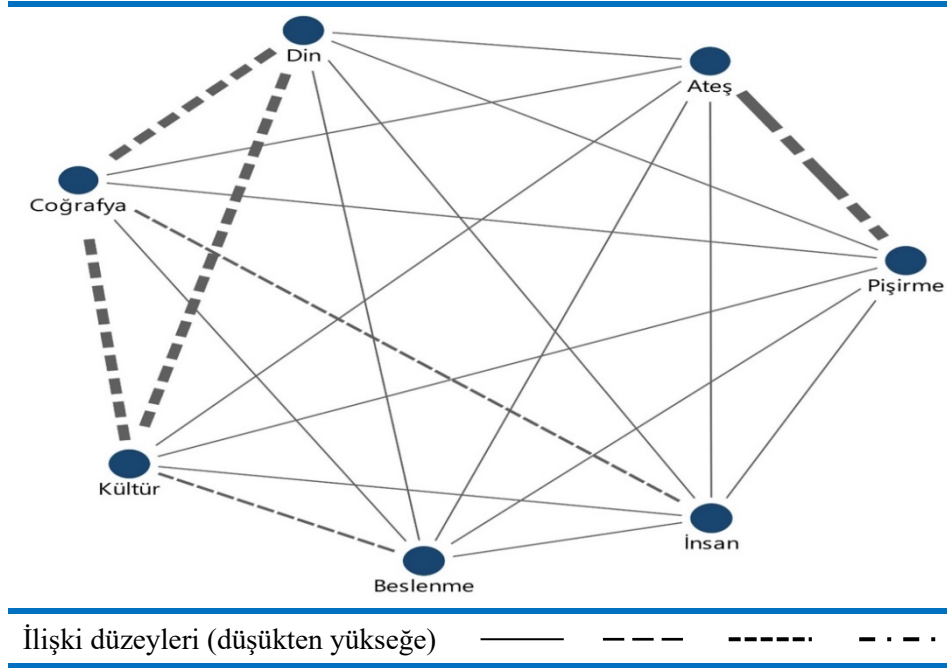 Din
Ateş
Coğrafya
Pişirme
Kültür
İnsan
Beslenme
İlişki düzeyleri (düşükten yükseğe)